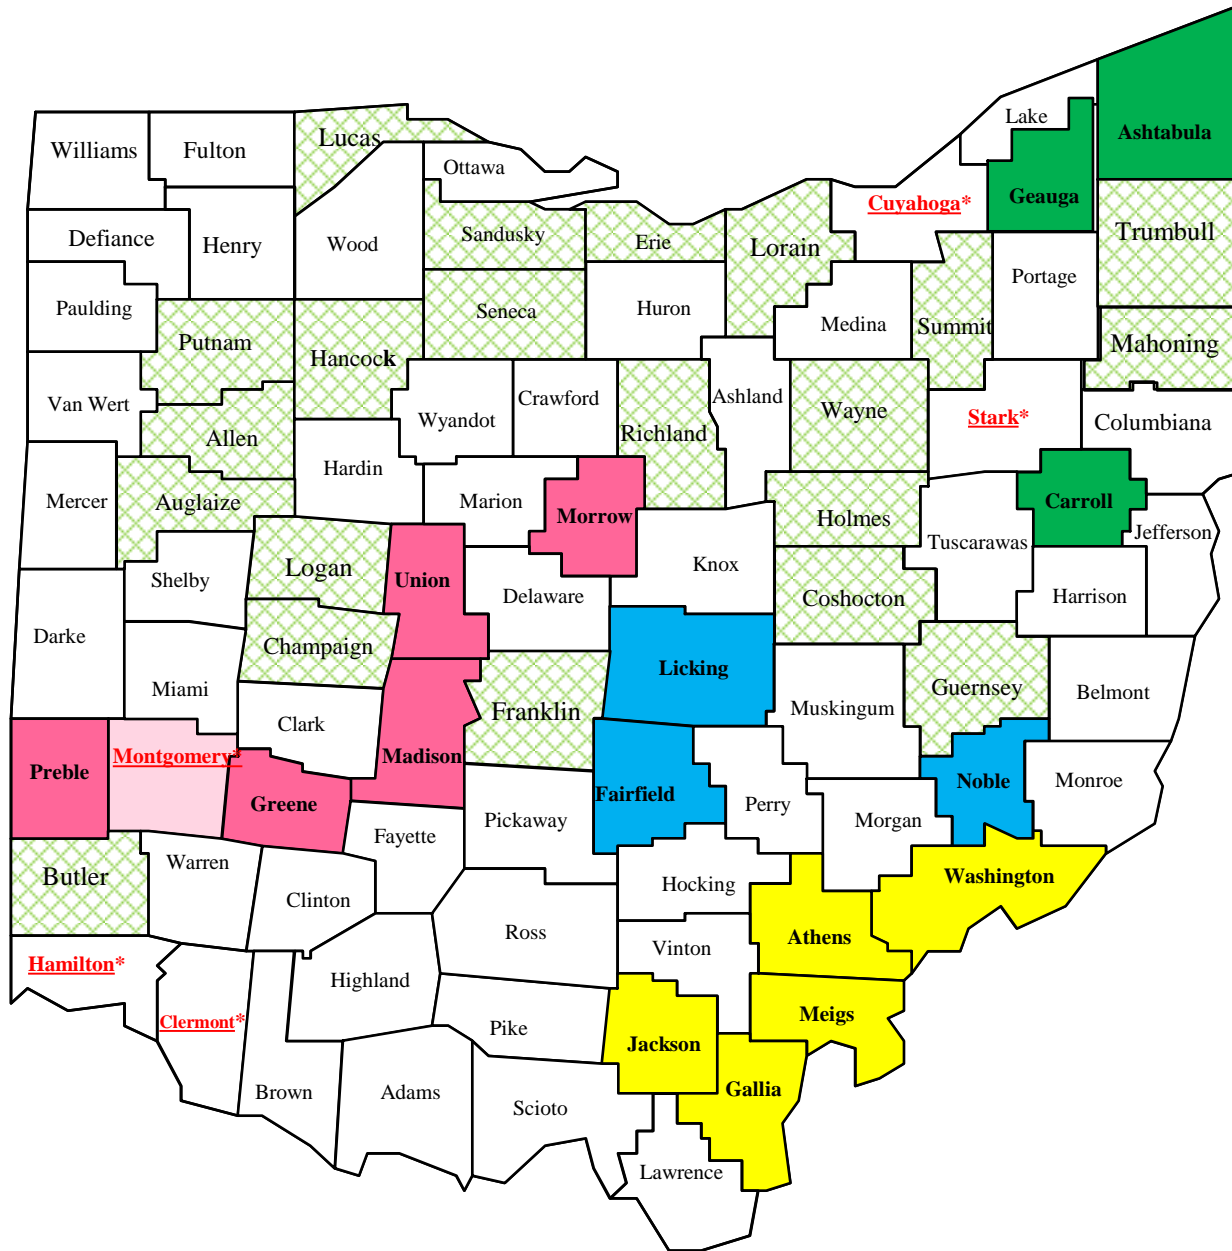 Lake
Ashtabula
Lucas
Williams
Fulton
Ottawa
Geauga
Cuyahoga*
Trumbull
Defiance
Henry
Wood
Sandusky
Erie
Lorain
Portage
Paulding
Huron
Seneca
Medina
Summit
Putnam
Hancock
Mahoning
Van Wert
Crawford
Ashland
Wayne
Stark*
Columbiana
Wyandot
Richland
Allen
Hardin
Mercer
Auglaize
Marion
Morrow
Holmes
Carroll
Jefferson
Tuscarawas
Logan
Shelby
Union
Knox
Delaware
Coshocton
Harrison
Darke
Champaign
Licking
Miami
Guernsey
Belmont
Muskingum
Franklin
Clark
Montgomery*
Madison
Preble
Noble
Monroe
Greene
Fairfield
Perry
Morgan
Pickaway
Fayette
Warren
Butler
Hocking
Washington
Clinton
Ross
Athens
Vinton
Hamilton*
Highland
Meigs
Clermont*
Pike
Jackson
Gallia
Brown
Adams
Scioto
Lawrence